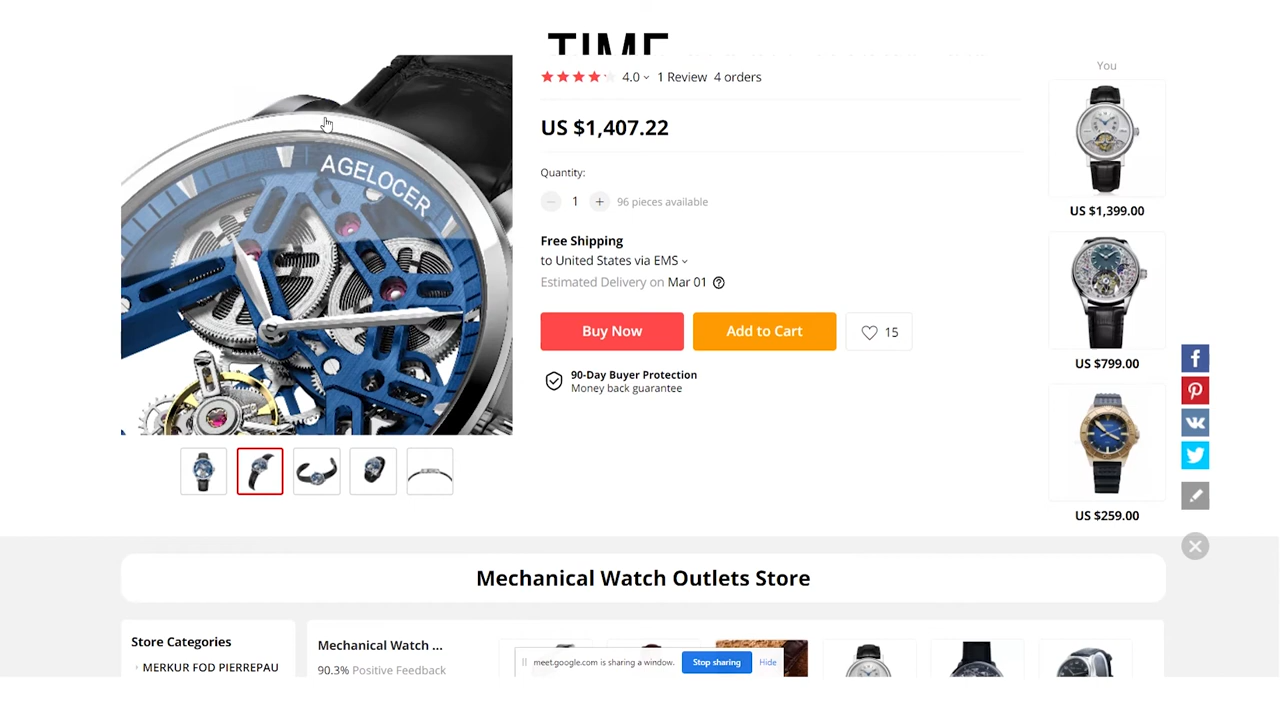 TIME
4.0
1 Review
4 orders
You
US $1,407.22
Quantity:
1
96 pieces available
AGELOCER
US $1,399.00
Free Shipping
to United States via EMS
Estimated Delivery on Mar 01
Buy Now
Add to Cart
15
US $799.00
90-Day Buyer Protection
Money back guarantee
US $259.00
Mechanical Watch Outlets Store
Store Categories
MERKUR FOD PIERREPAU
Mechanical Watch ...
90.3% Positive Feedback
meet.google.com is sharing a window.
Stop sharing
Hide